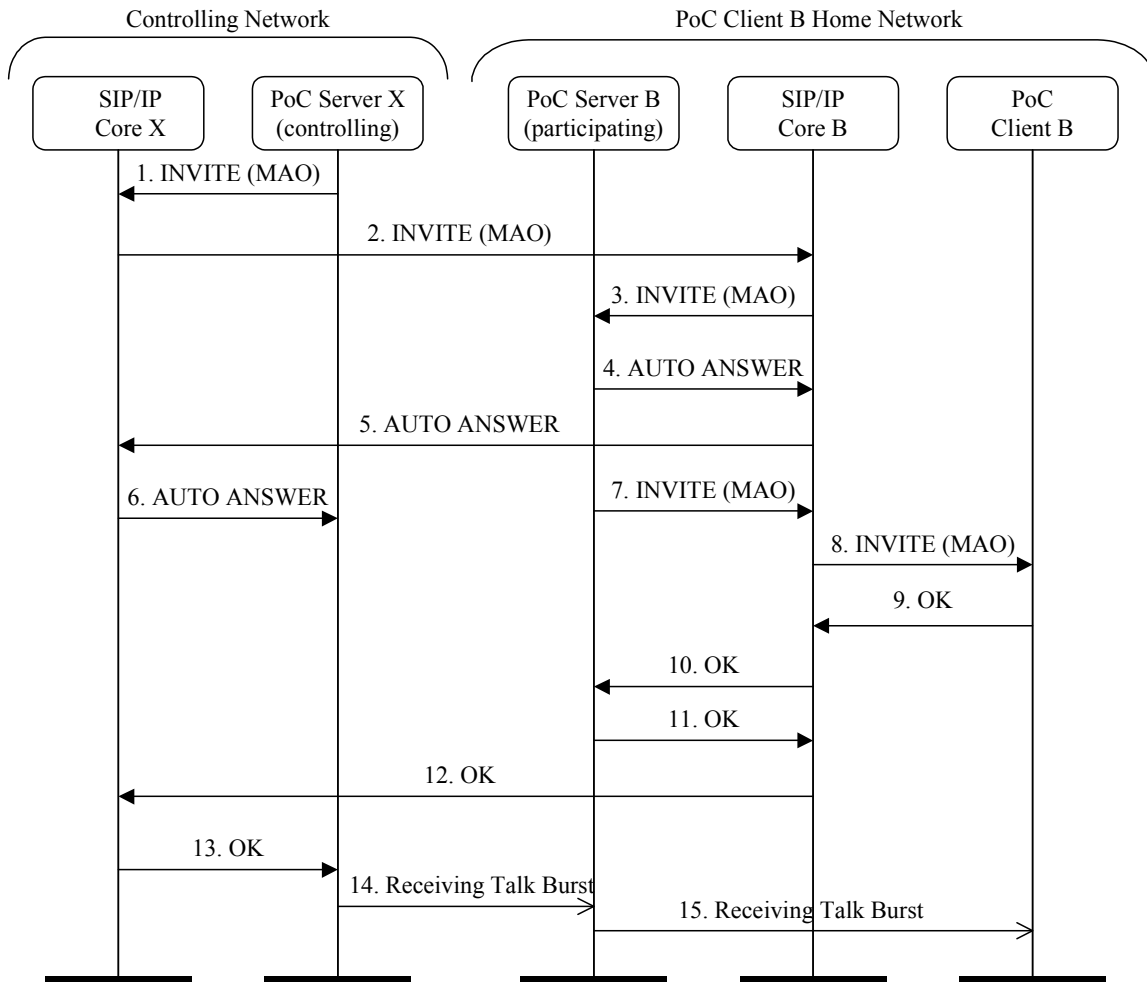 Controlling Network
PoC Client B Home Network
SIP/IP
Core X
PoC Server X
(controlling)
PoC Server B
(participating)
SIP/IP
Core B
PoC
Client B
1. INVITE (MAO)
2. INVITE (MAO)
3. INVITE (MAO)
4. AUTO ANSWER
5. AUTO ANSWER
6. AUTO ANSWER
7. INVITE (MAO)
8. INVITE (MAO)
9. OK
10. OK
11. OK
12. OK
13. OK
14. Receiving Talk Burst
15. Receiving Talk Burst